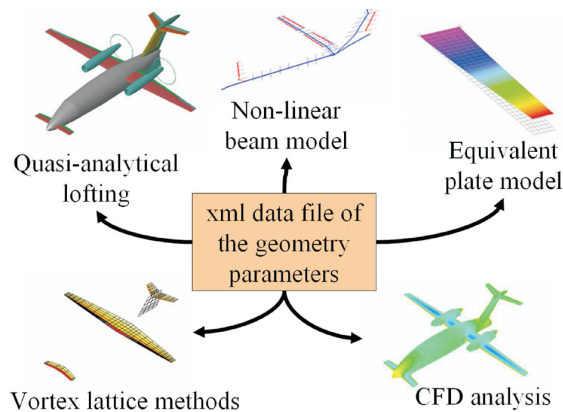 Non-linear
beam model
Quasi-analytical
lofting
Equivalent
plate model
xml data file of
the geometry
parameters
Vortex lattice methods
CFD analysis